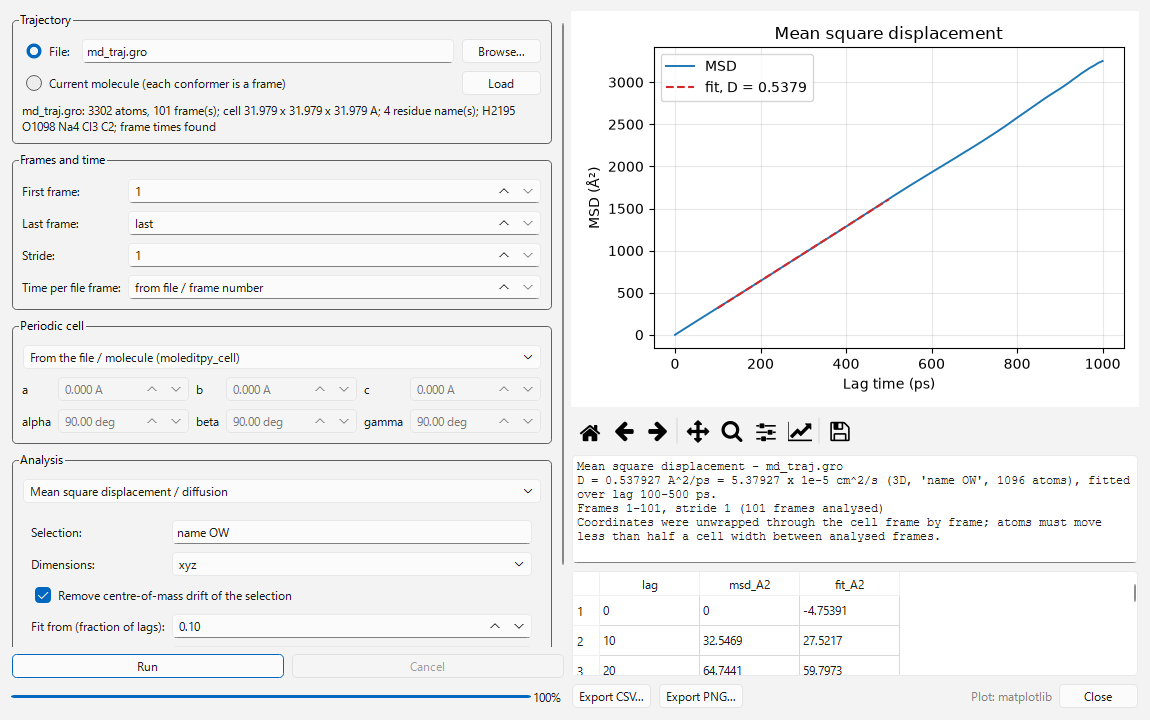 Trajectory
File: md_traj.gro Browse...
Current molecule (each conformer is a frame) Load
md_traj.gro: 3302 atoms, 101 frame(s); cell 31.979 x 31.979 x 31.979 A; 4 residue name(s); H2195
O1098 Na4 Cl3 C2; frame times found
Frames and time
First frame: 1
Last frame: last
Stride: 1
Time per file frame: from file / frame number
Periodic cell
From the file / molecule (moleditpy_cell)
a 0.000 A b 0.000 A c 0.000 A
alpha 90.00 deg beta 90.00 deg gamma 90.00 deg
Analysis
Mean square displacement / diffusion
Selection: name OW
Dimensions: xyz
Remove centre-of-mass drift of the selection
Fit from (fraction of lags): 0.10
Run Cancel
100%
Mean square displacement
MSD
fit, D = 0.5379
3000
2500
2000
1500
1000
500
0
MSD (Å²)
0 200 400 600 800 1000
Lag time (ps)
Mean square displacement - md_traj.gro
D = 0.537927 A^2/ps = 5.37927 x 1e-5 cm^2/s (3D, 'name OW', 1096 atoms), fitted
over lag 100-500 ps.
Frames 1-101, stride 1 (101 frames analysed)
Coordinates were unwrapped through the cell frame by frame; atoms must move
less than half a cell width between analysed frames.
lag msd_A2 fit_A2
1 0 0 -4.75391
2 10 32.5469 27.5217
3 20 64.7441 59.7973
Export CSV... Export PNG... Plot: matplotlib Close